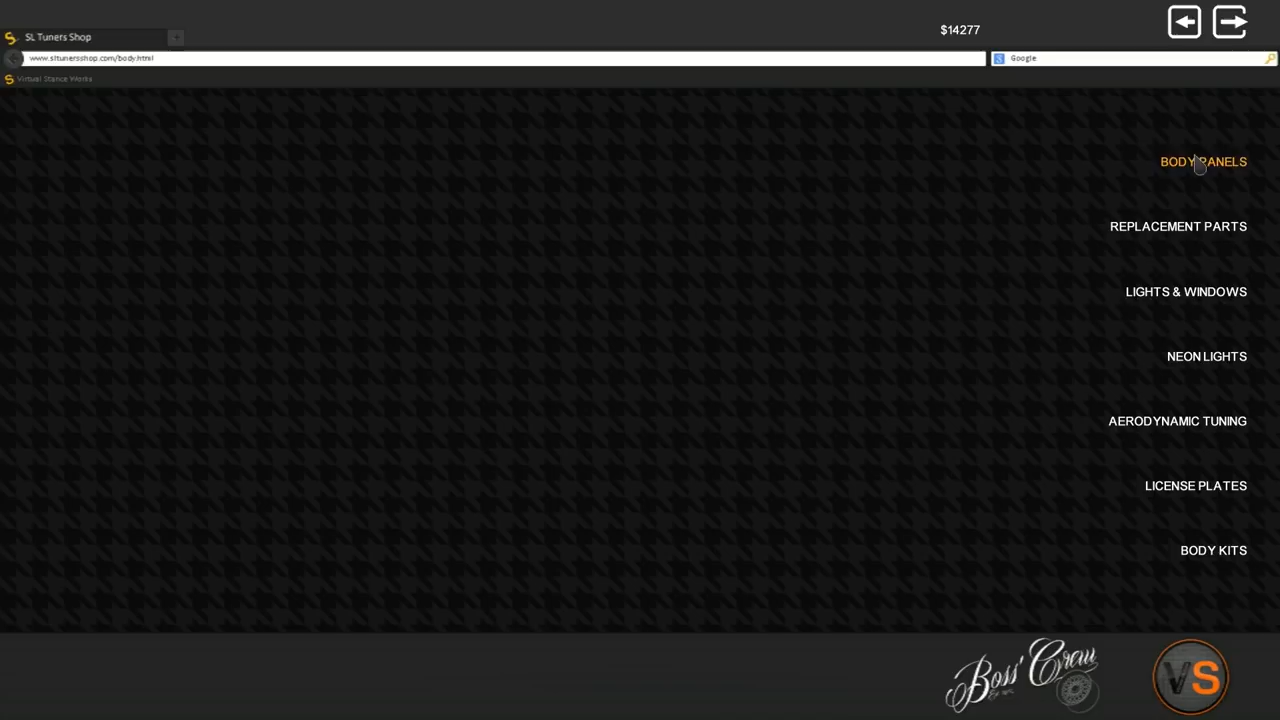 SL Tuners Shop
+
$14277
www.sltunersshop.com/body.html
Google
Virtual Stance Works
BODY PANELS
REPLACEMENT PARTS
LIGHTS & WINDOWS
NEON LIGHTS
AERODYNAMIC TUNING
LICENSE PLATES
BODY KITS
Boss' Crew
VS